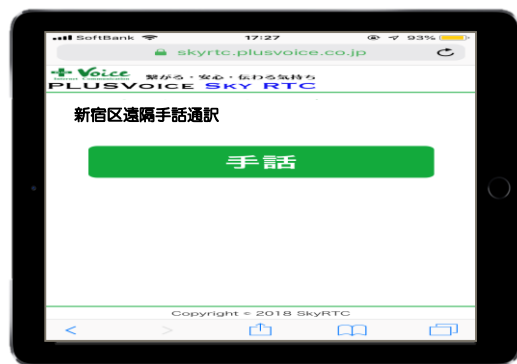 SoftBank 17:27 93%
skyrtc.plusvoice.co.jp
Voice 繋がる・安心・伝わる気持ち
PLUSVOICE SKY RTC
新宿区遠隔手話通訳
手話
Copyright © 2018 SkyRTC